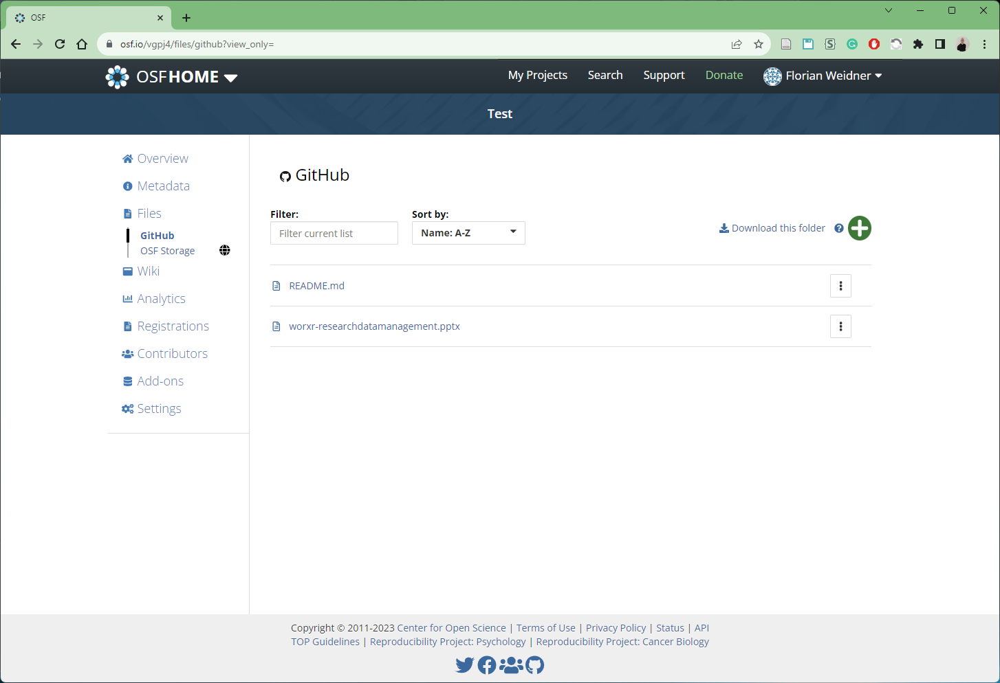 OSF
osf.io/vgpj4/files/github?view_only=
OSFHOME
My Projects
Search
Support
Donate
Florian Weidner
Test
Overview
Metadata
Files
GitHub
OSF Storage
Wiki
Analytics
Registrations
Contributors
Add-ons
Settings
GitHub
Filter:
Filter current list
Sort by:
Name: A-Z
Download this folder
README.md
worxr-researchdatamanagement.pptx
Copyright © 2011-2023 Center for Open Science | Terms of Use | Privacy Policy | Status | API
TOP Guidelines | Reproducibility Project: Psychology | Reproducibility Project: Cancer Biology